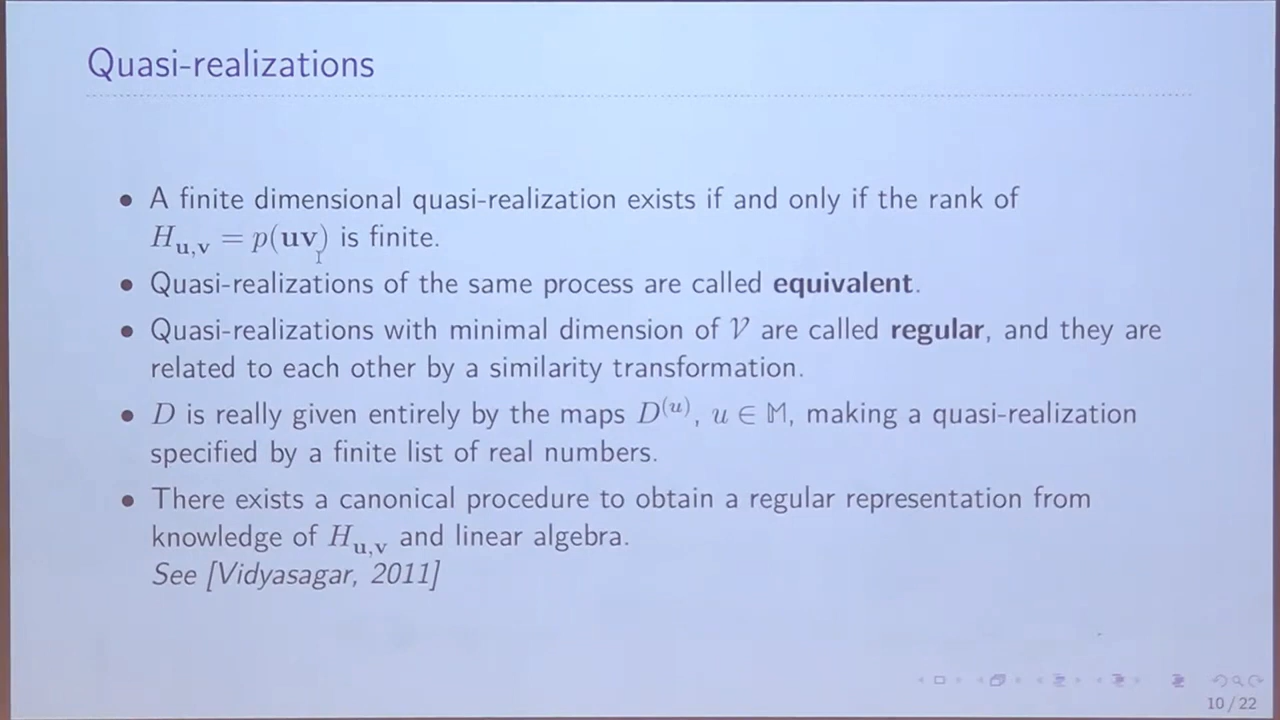 Quasi-realizations
• A finite dimensional quasi-realization exists if and only if the rank of
H_{u,v} = p(uv) is finite.
• Quasi-realizations of the same process are called equivalent.
• Quasi-realizations with minimal dimension of 𝒱 are called regular, and they are
related to each other by a similarity transformation.
• D is really given entirely by the maps D^{(u)}, u ∈ 𝕄, making a quasi-realization
specified by a finite list of real numbers.
• There exists a canonical procedure to obtain a regular representation from
knowledge of H_{u,v} and linear algebra.
See [Vidyasagar, 2011]
10 / 22